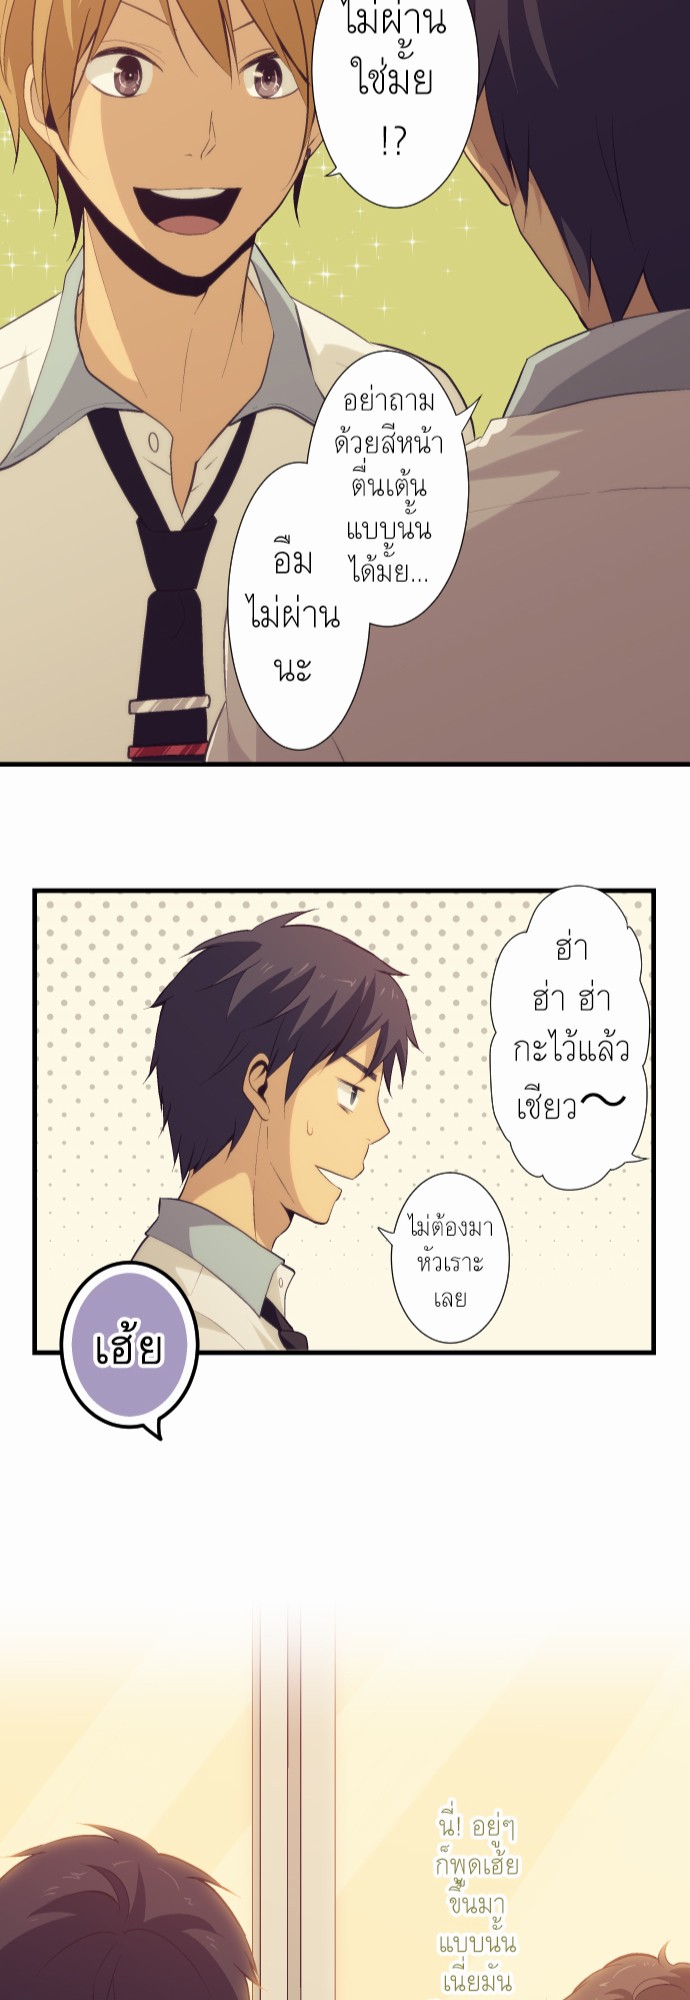 ไม่ผ่าน
ใช่มั้ย
!?
อย่าถาม
ด้วยสีหน้า
ตื่นเต้น
แบบนั้น
ได้มั้ย...
อืม
ไม่ผ่าน
นะ
ฮ่า
ฮ่า ฮ่า
กะไว้แล้ว
เชียว~
ไม่ต้องมา
หัวเราะ
เลย
เฮ้ย
นี่! อยู่ๆ
ก็พูดเฮ้ย
ขึ้นมา
แบบนั้น
เนี่ยมัน